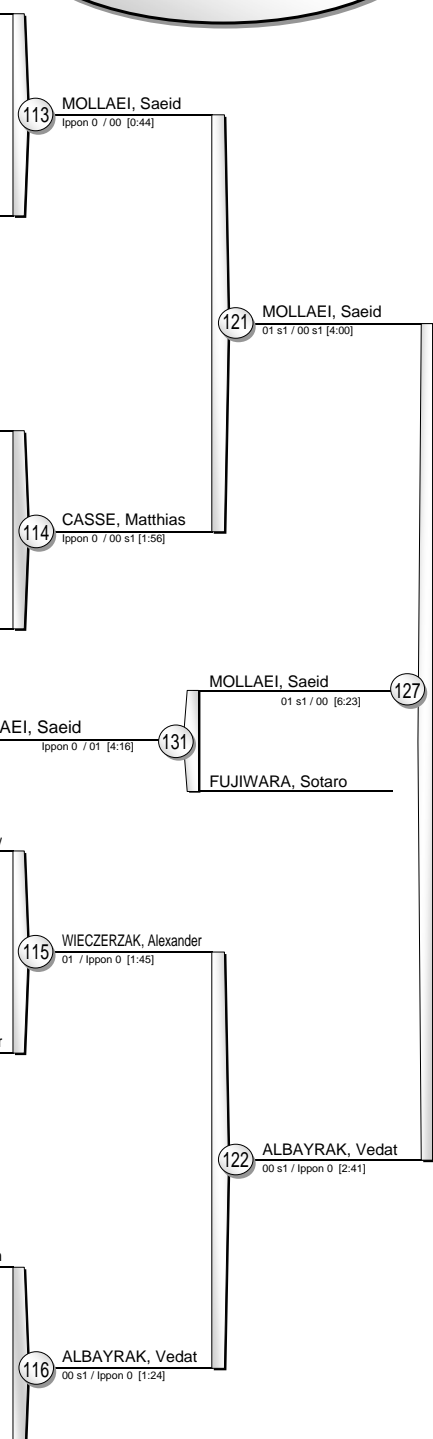 113
MOLLAEI, Saeid
Ippon 0 / 00 [0:44]
121
MOLLAEI, Saeid
01 s1 / 00 s1 [4:00]
114
CASSE, Matthias
Ippon 0 / 00 s1 [1:56]
MOLLAEI, Saeid
01 s1 / 00 [6:23]
127
AEI, Saeid
Ippon 0 / 01 [4:16]
131
FUJIWARA, Sotaro
115
WIECZERZAK, Alexander
01 / Ippon 0 [1:45]
122
ALBAYRAK, Vedat
00 s1 / Ippon 0 [2:41]
116
ALBAYRAK, Vedat
00 s1 / Ippon 0 [1:24]